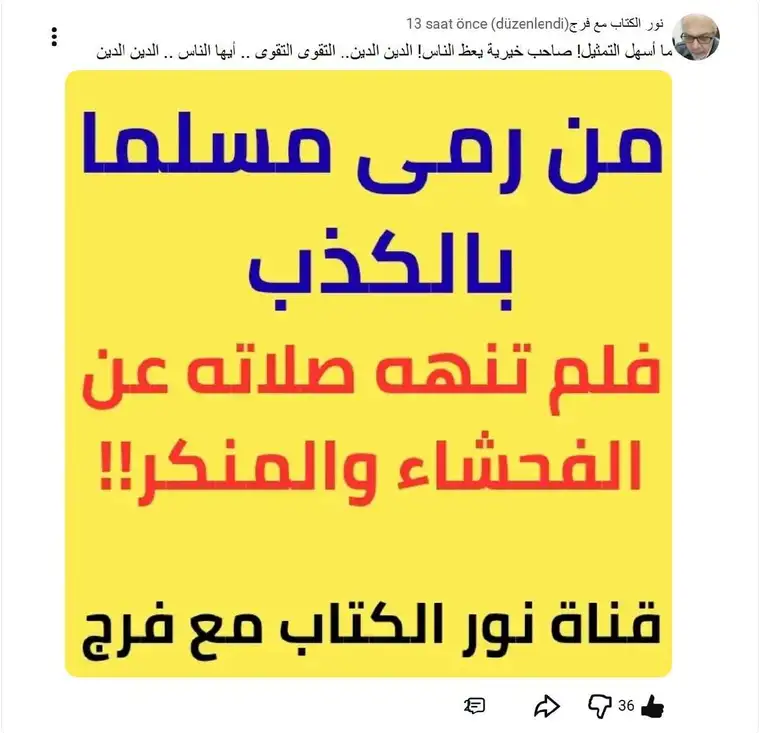 نور الكتاب مع فرج 13 saat önce (düzenlendi)
ما أسهل التمثيل! صاحب خيرية يعظ الناس! الدين الدين.. التقوى التقوى .. أيها الناس .. الدين الدين
من رمى مسلما
بالكذب
فلم تنهه صلاته عن
الفحشاء والمنكر!!
قناة نور الكتاب مع فرج
36